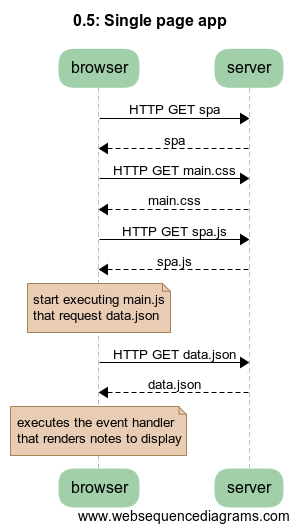 0.5: Single page app
browser
server
HTTP GET spa
spa
HTTP GET main.css
main.css
HTTP GET spa.js
spa.js
start executing main.js
that request data.json
HTTP GET data.json
data.json
executes the event handler
that renders notes to display
browser
server
www.websequencediagrams.com